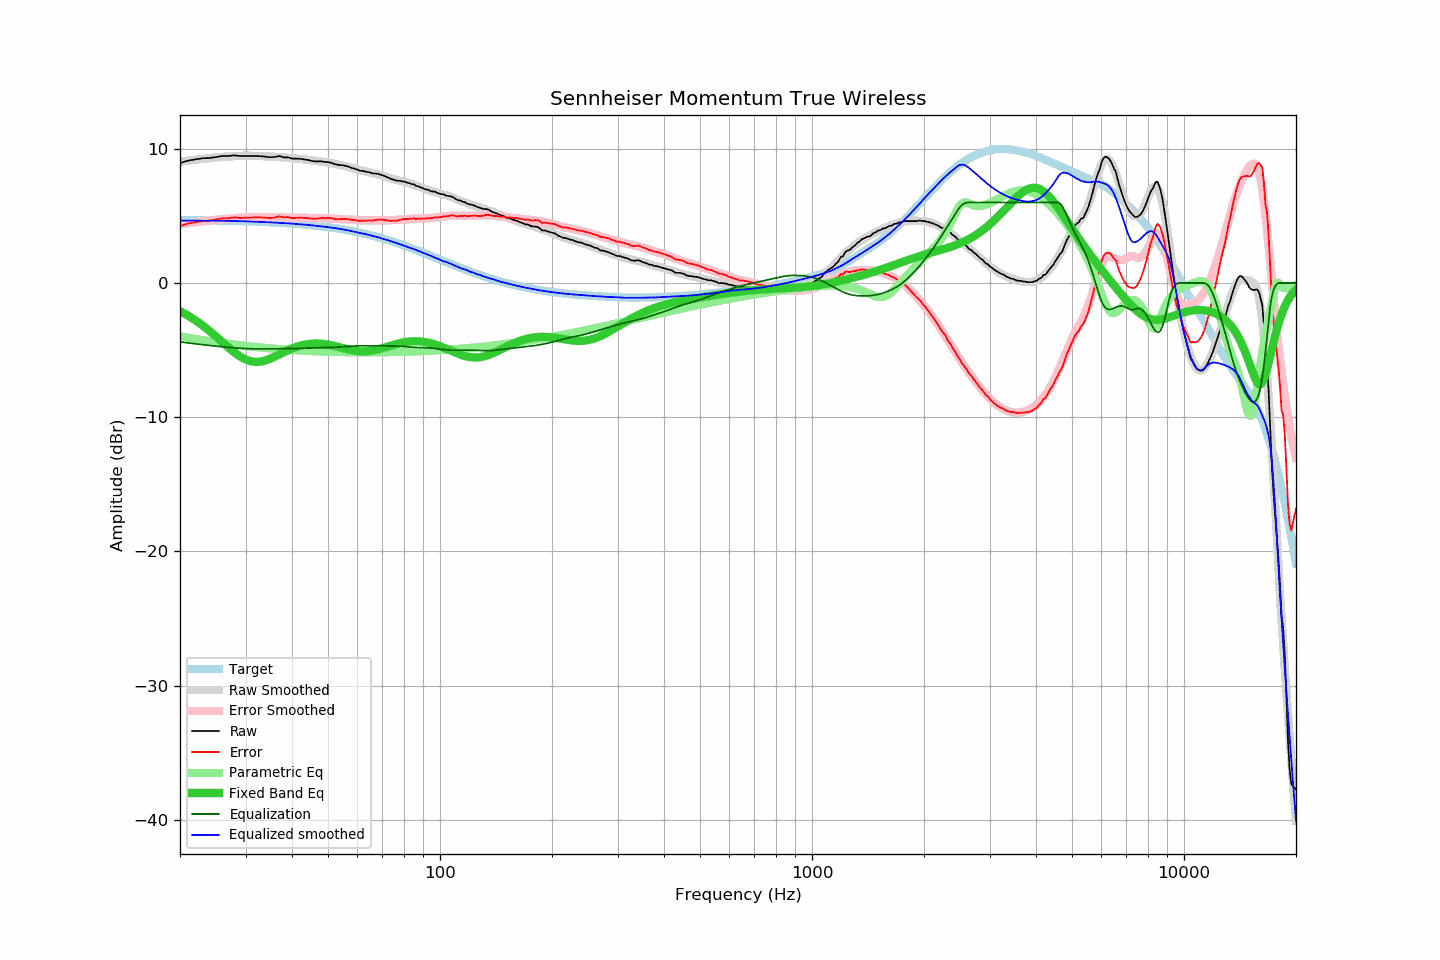 Sennheiser Momentum True Wireless
10
0
−10
−20
−30
−40
Amplitude (dBr)
Target
Raw Smoothed
Error Smoothed
Raw
Error
Parametric Eq
Fixed Band Eq
Equalization
Equalized smoothed
100
1000
10000
Frequency (Hz)